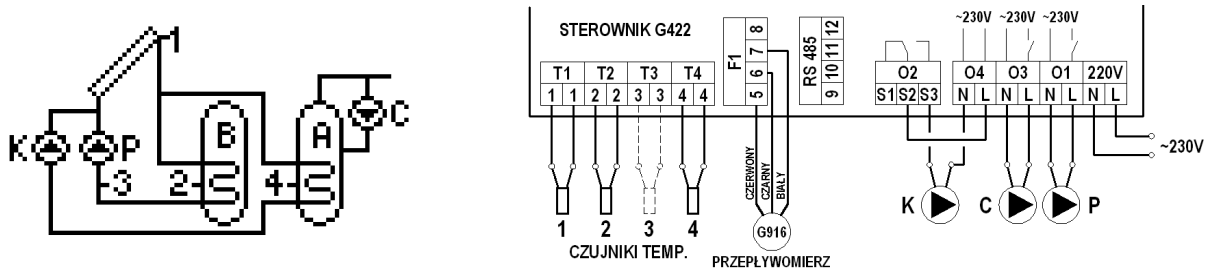 1
K P B A C
3 2 4
STEROWNIK G422
T1 T2 T3 T4
1 1 2 2 3 3 4 4
F1
5 6 7 8
RS 485
9 10 11 12
~230V ~230V ~230V
O2 O4 O3 O1 220V
S1 S2 S3 N L N L N L N L
~230V
CZERWONY
CZARNY
BIAŁY
1 2 3 4
CZUJNIKI TEMP.
G916
PRZEPŁYWOMIERZ
K C P